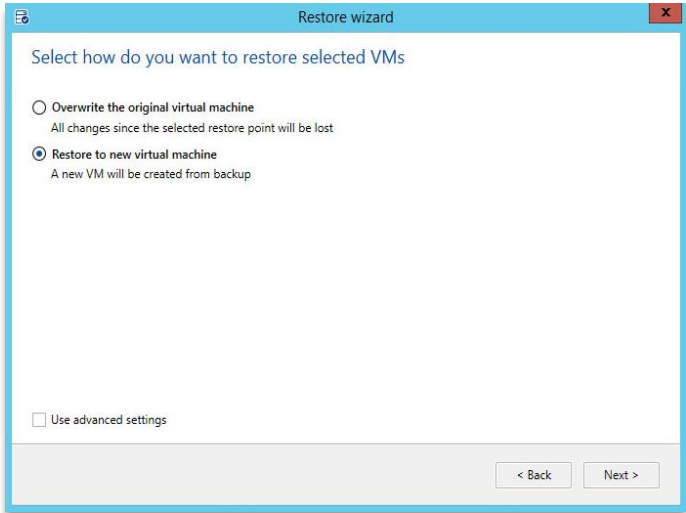 Restore wizard
x
Select how do you want to restore selected VMs
Overwrite the original virtual machine
All changes since the selected restore point will be lost
Restore to new virtual machine
A new VM will be created from backup
Use advanced settings
< Back Next >